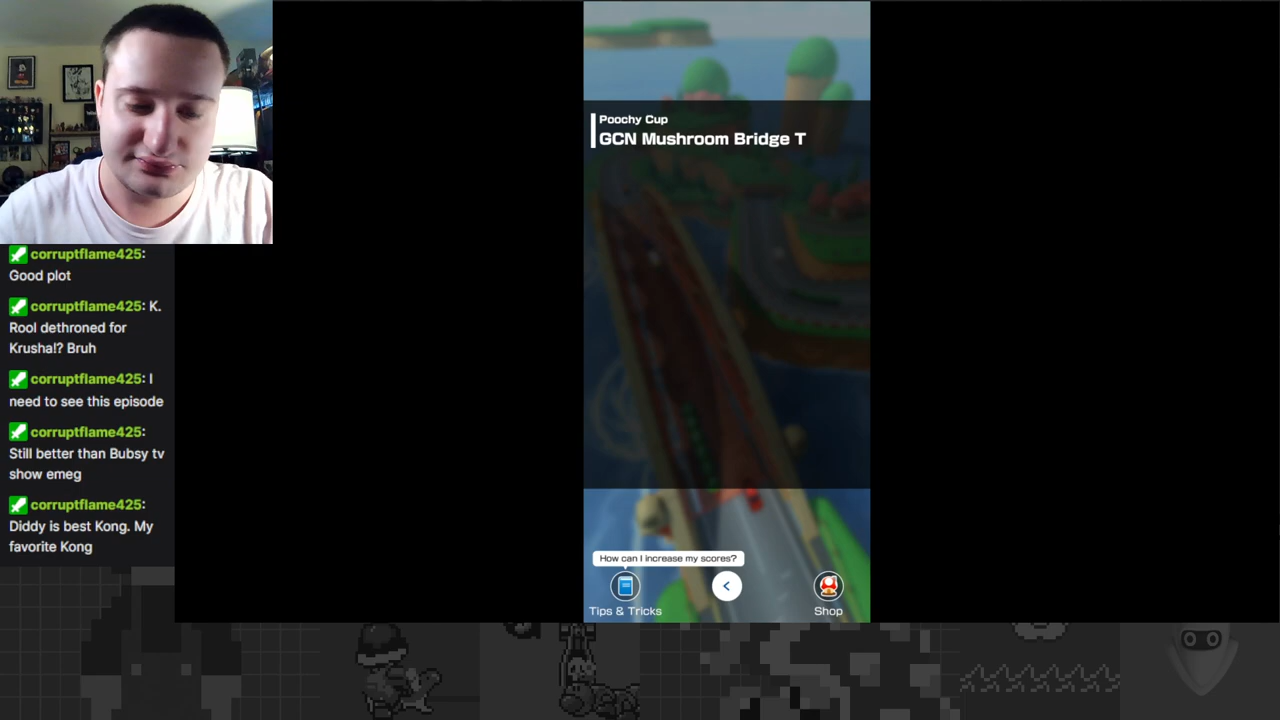 corruptflame425:
Good plot
corruptflame425: K.
Rool dethroned for
Krusha!? Bruh
corruptflame425: I
need to see this episode
corruptflame425:
Still better than Bubsy tv
show emeg
corruptflame425:
Diddy is best Kong. My
favorite Kong
Poochy Cup
GCN Mushroom Bridge T
How can I increase my scores?
Tips & Tricks
Shop